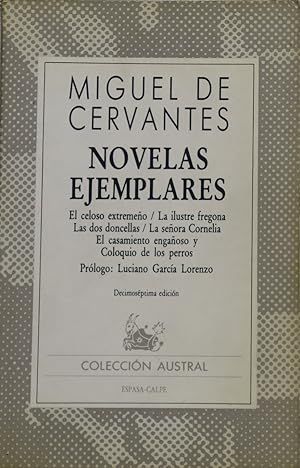 MIGUEL DE
CERVANTES
NOVELAS
EJEMPLARES
El celoso extremeño / La ilustre fregona
Las dos doncellas / La señora Cornelia
El casamiento engañoso y
Coloquio de los perros
Prólogo: Luciano García Lorenzo
Decimoséptima edición
COLECCIÓN AUSTRAL
ESPASA-CALPE